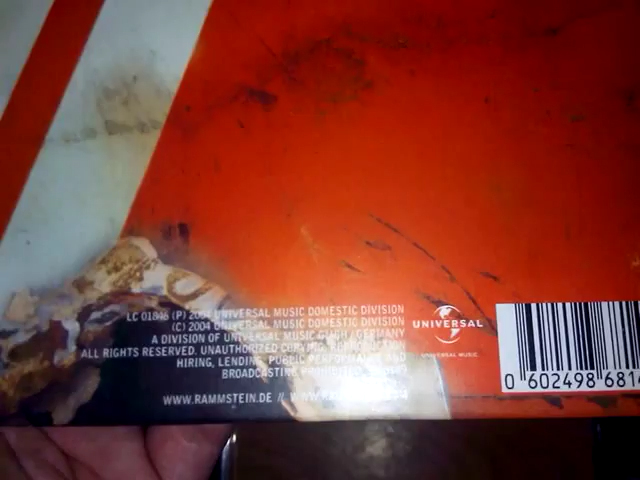 LC 01846 (P) 2004 UNIVERSAL MUSIC DOMESTIC DIVISION
(C) 2004 UNIVERSAL MUSIC DOMESTIC DIVISION
A DIVISION OF UNIVERSAL MUSIC GMBH / GERMANY
ALL RIGHTS RESERVED. UNAUTHORIZED COPYING, REPRODUCTION
HIRING, LENDING, PUBLIC PERFORMANCE AND
BROADCASTING PROHIBITED.
WWW.RAMMSTEIN.DE //
UNIVERSAL
UNIVERSAL MUSIC
0 602498 6814